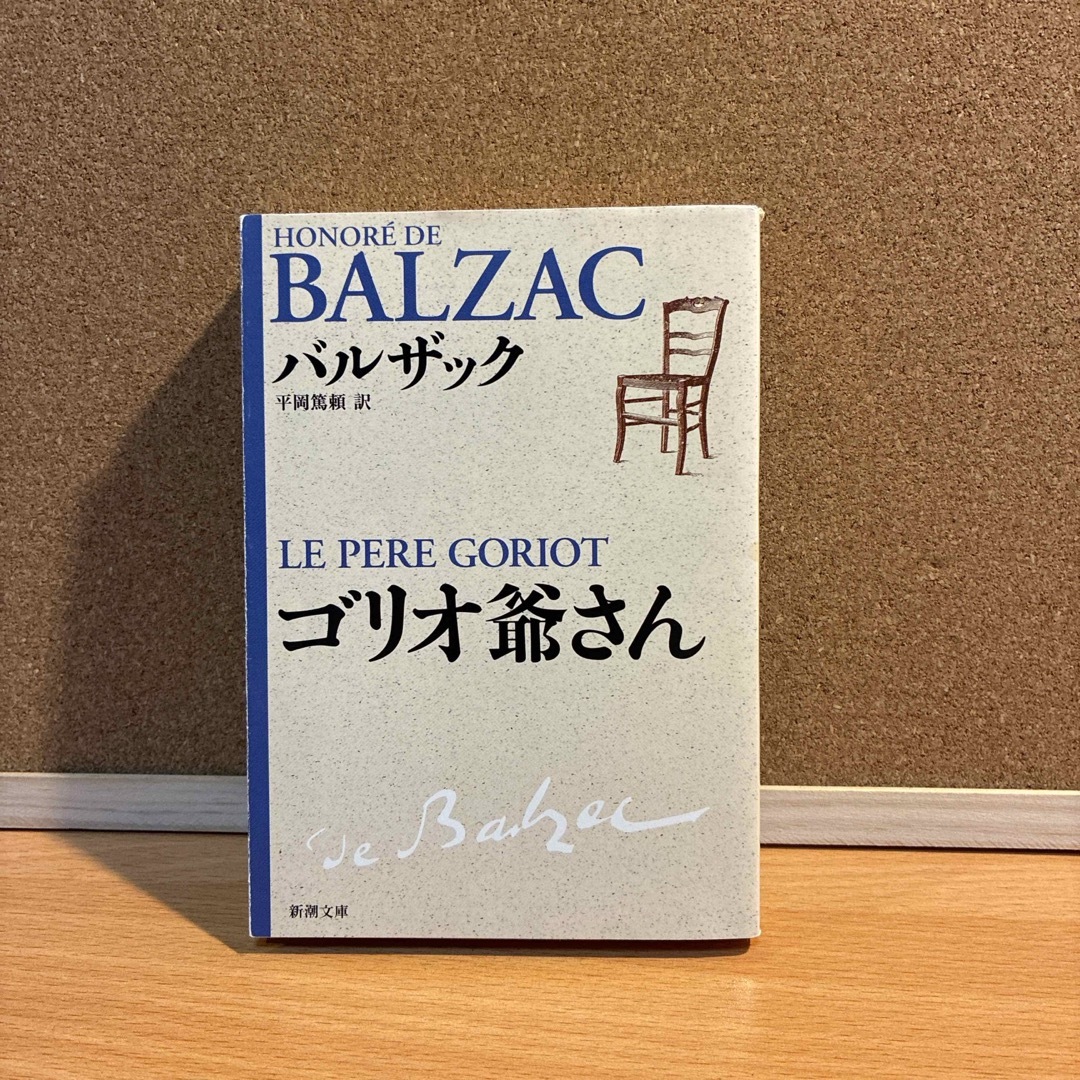 HONORÉ DE
BALZAC
バルザック
平岡篤頼 訳
LE PERE GORIOT
ゴリオ爺さん
de Balzac
新潮文庫